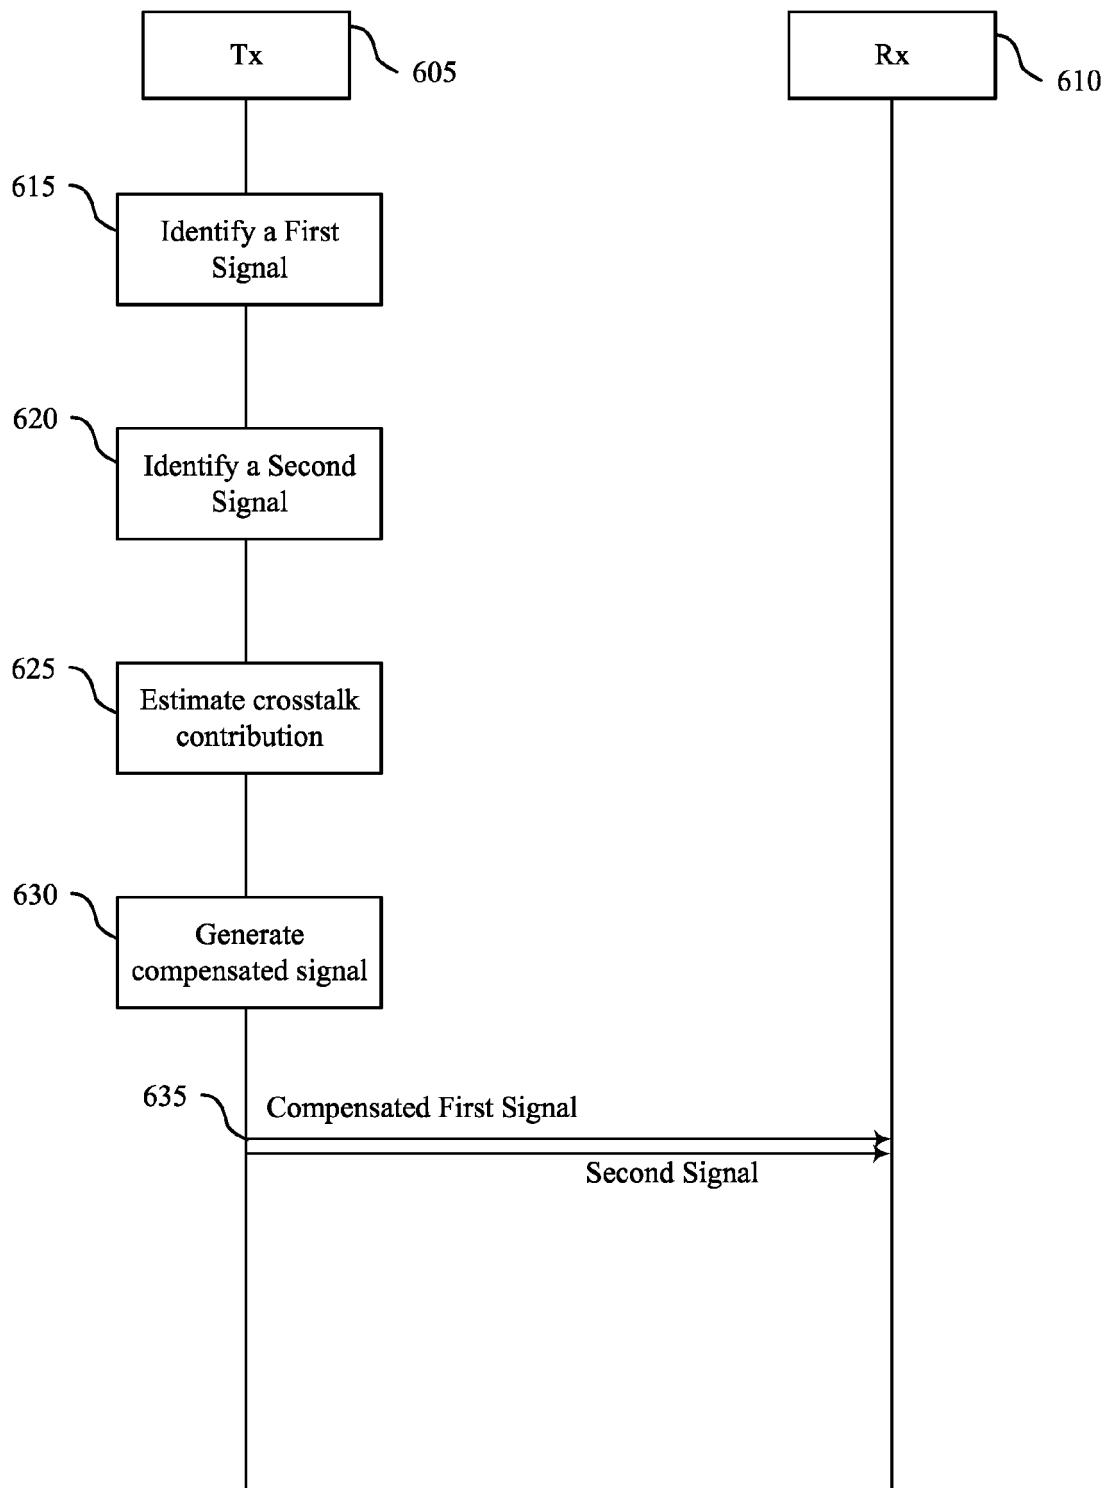 Tx
605
Rx
610
615
Identify a First
Signal
620
Identify a Second
Signal
625
Estimate crosstalk
contribution
630
Generate
compensated signal
635
Compensated First Signal
Second Signal